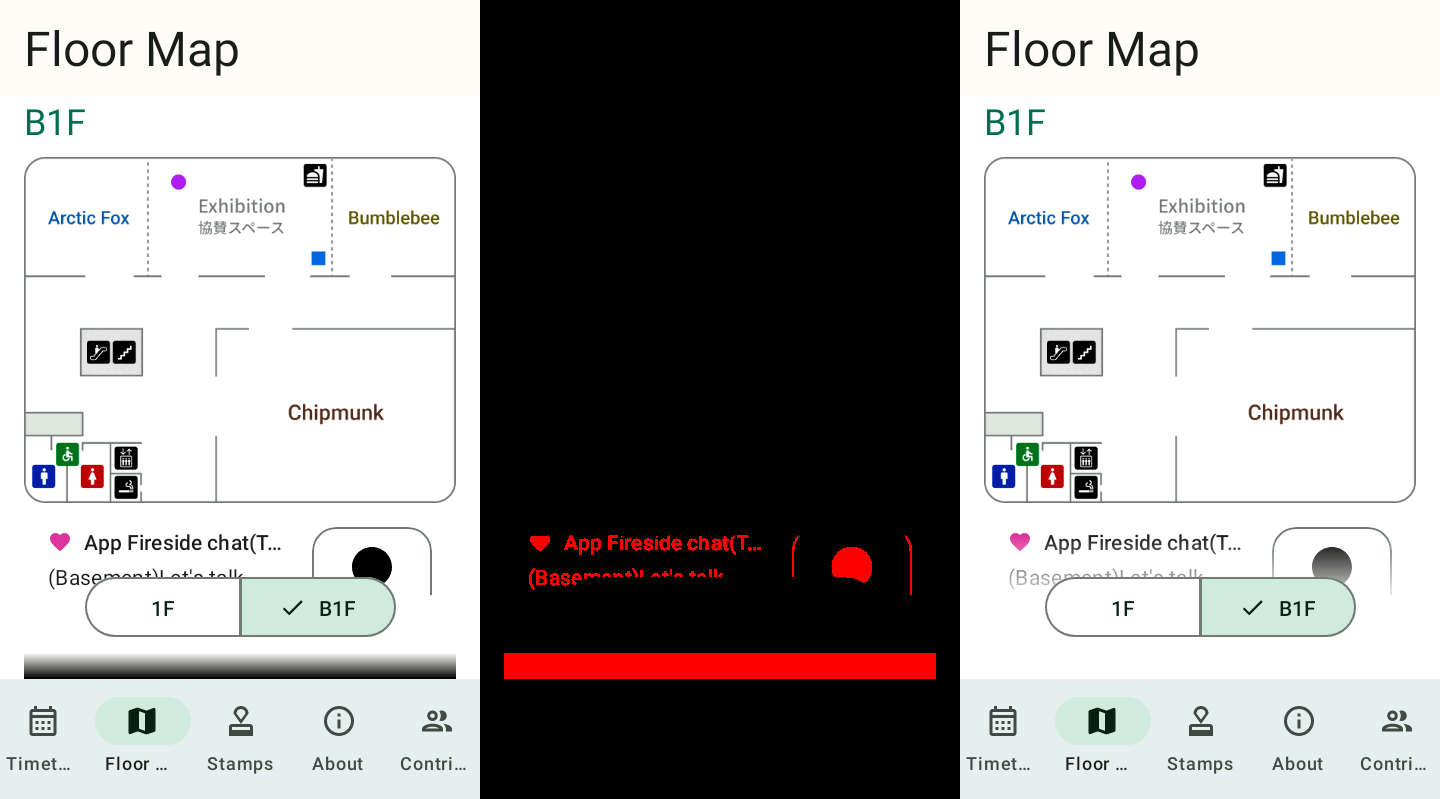 Floor Map
B1F
Arctic Fox
Exhibition
協賛スペース
Bumblebee
Chipmunk
App Fireside chat(T...
(Basement)Let's talk
1F
B1F
Timet...
Floor ...
Stamps
About
Contri...
App Fireside chat(T...
(Basement)Let's talk
Floor Map
B1F
Arctic Fox
Exhibition
協賛スペース
Bumblebee
Chipmunk
App Fireside chat(T...
(Basement)Let's talk
1F
B1F
Timet...
Floor ...
Stamps
About
Contri...